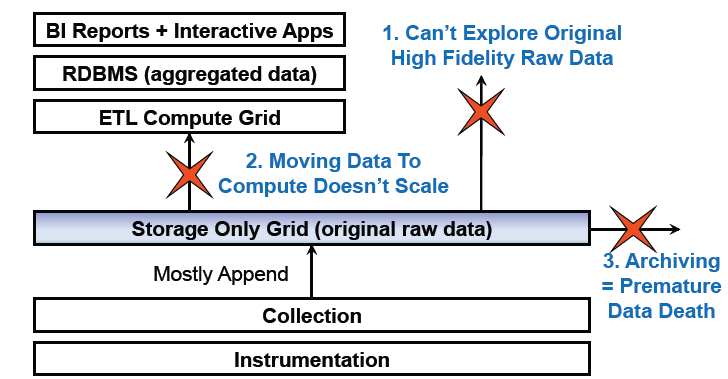 BI Reports + Interactive Apps
RDBMS (aggregated data)
ETL Compute Grid
1. Can't Explore Original
High Fidelity Raw Data
2. Moving Data To
Compute Doesn't Scale
Storage Only Grid (original raw data)
3. Archiving
= Premature
Data Death
Mostly Append
Collection
Instrumentation